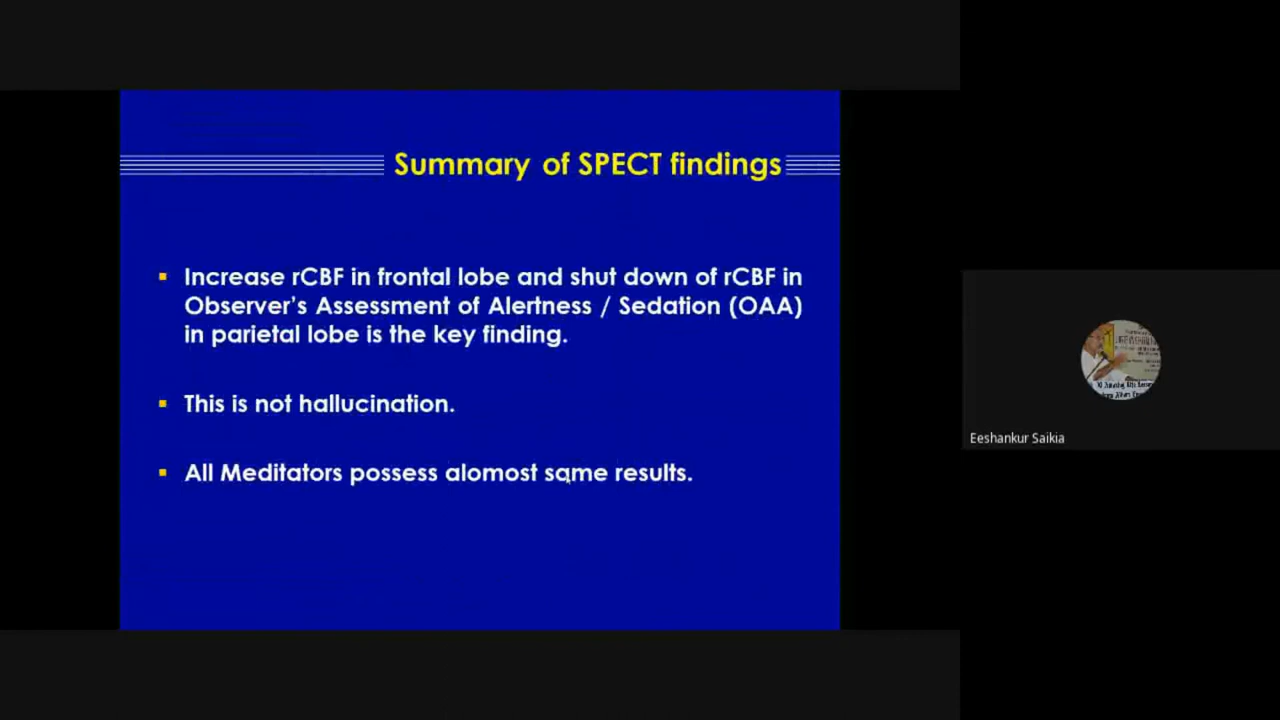 Summary of SPECT findings
Increase rCBF in frontal lobe and shut down of rCBF in
Observer's Assessment of Alertness / Sedation (OAA)
in parietal lobe is the key finding.
This is not hallucination.
All Meditators possess alomost same results.
Eeshankur Saikia